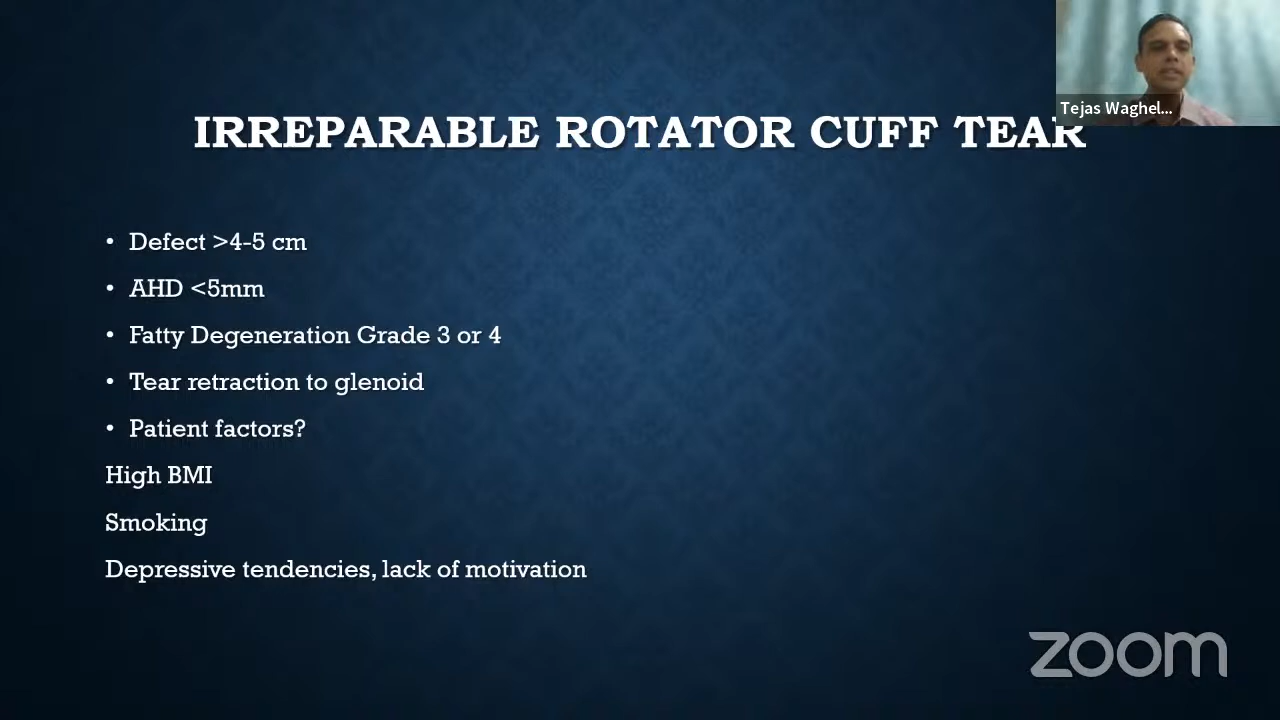 Tejas Waghel...
IRREPARABLE ROTATOR CUFF TEAR
• Defect >4-5 cm
• AHD <5mm
• Fatty Degeneration Grade 3 or 4
• Tear retraction to glenoid
• Patient factors?
High BMI
Smoking
Depressive tendencies, lack of motivation
zoom